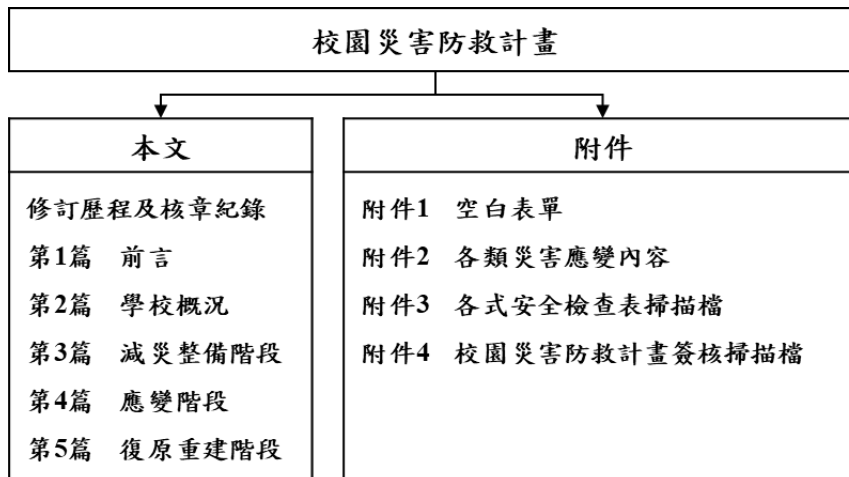 校園災害防救計畫
本文
修訂歷程及核章紀錄
第1篇 前言
第2篇 學校概況
第3篇 減災整備階段
第4篇 應變階段
第5篇 復原重建階段
附件
附件1 空白表單
附件2 各類災害應變內容
附件3 各式安全檢查表掃描檔
附件4 校園災害防救計畫簽核掃描檔